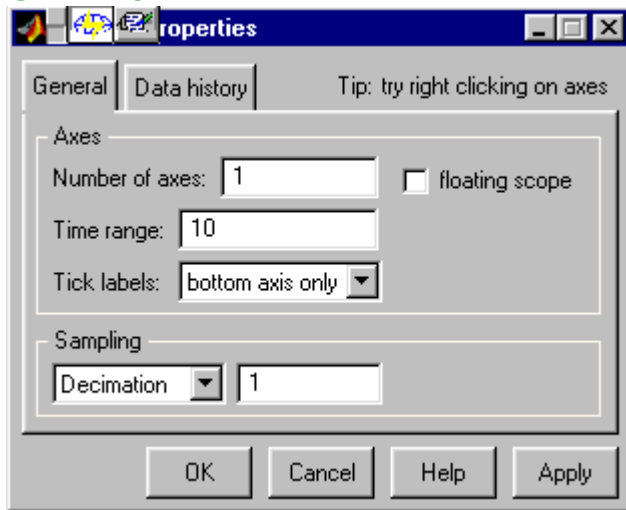 roperties
General Data history Tip: try right clicking on axes
Axes
Number of axes: 1 floating scope
Time range: 10
Tick labels: bottom axis only
Sampling
Decimation 1
OK Cancel Help Apply